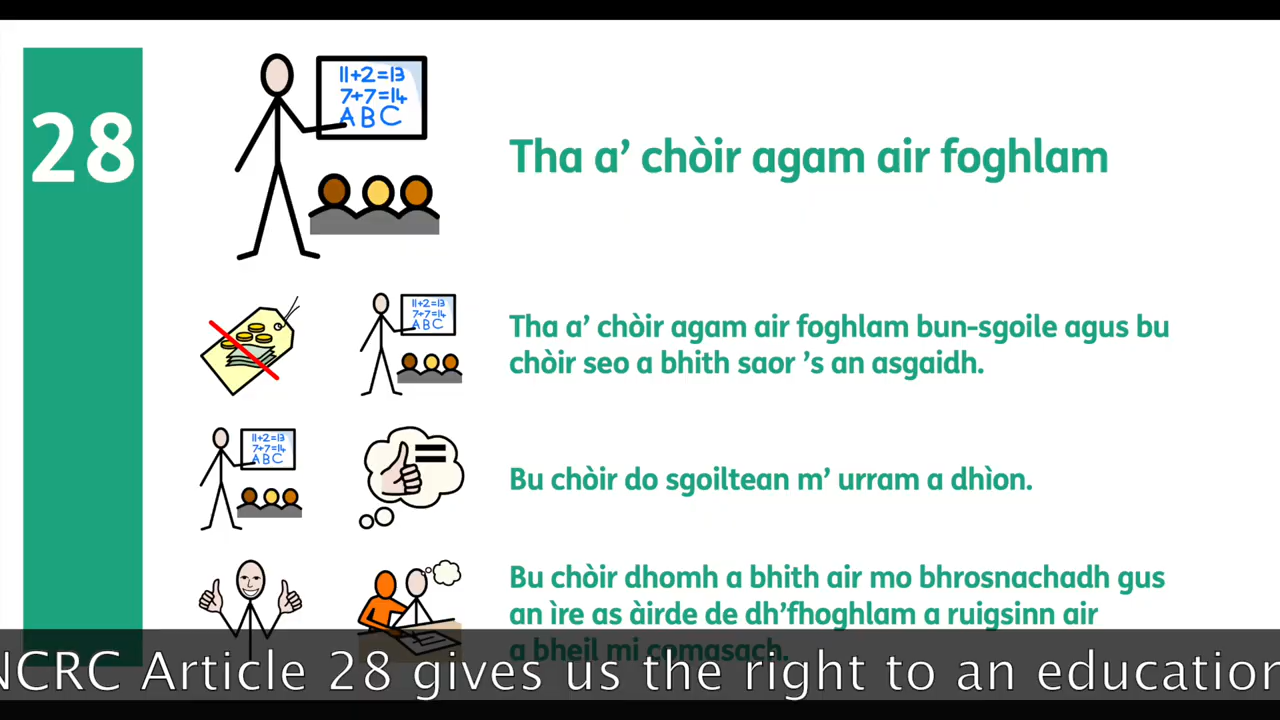 28
11+2=13
7+7=14
ABC
Tha a’ chòir agam air foghlam
11+2=13
7+7=14
ABC
Tha a’ chòir agam air foghlam bun-sgoile agus bu
chòir seo a bhith saor ’s an asgaidh.
11+2=13
7+7=14
ABC
Bu chòir do sgoiltean m’ urram a dhìon.
Bu chòir dhomh a bhith air mo bhrosnachadh gus
an ìre as àirde de dh’fhoghlam a ruigsinn air
a bheil mi comasach.
NCRC Article 28 gives us the right to an education